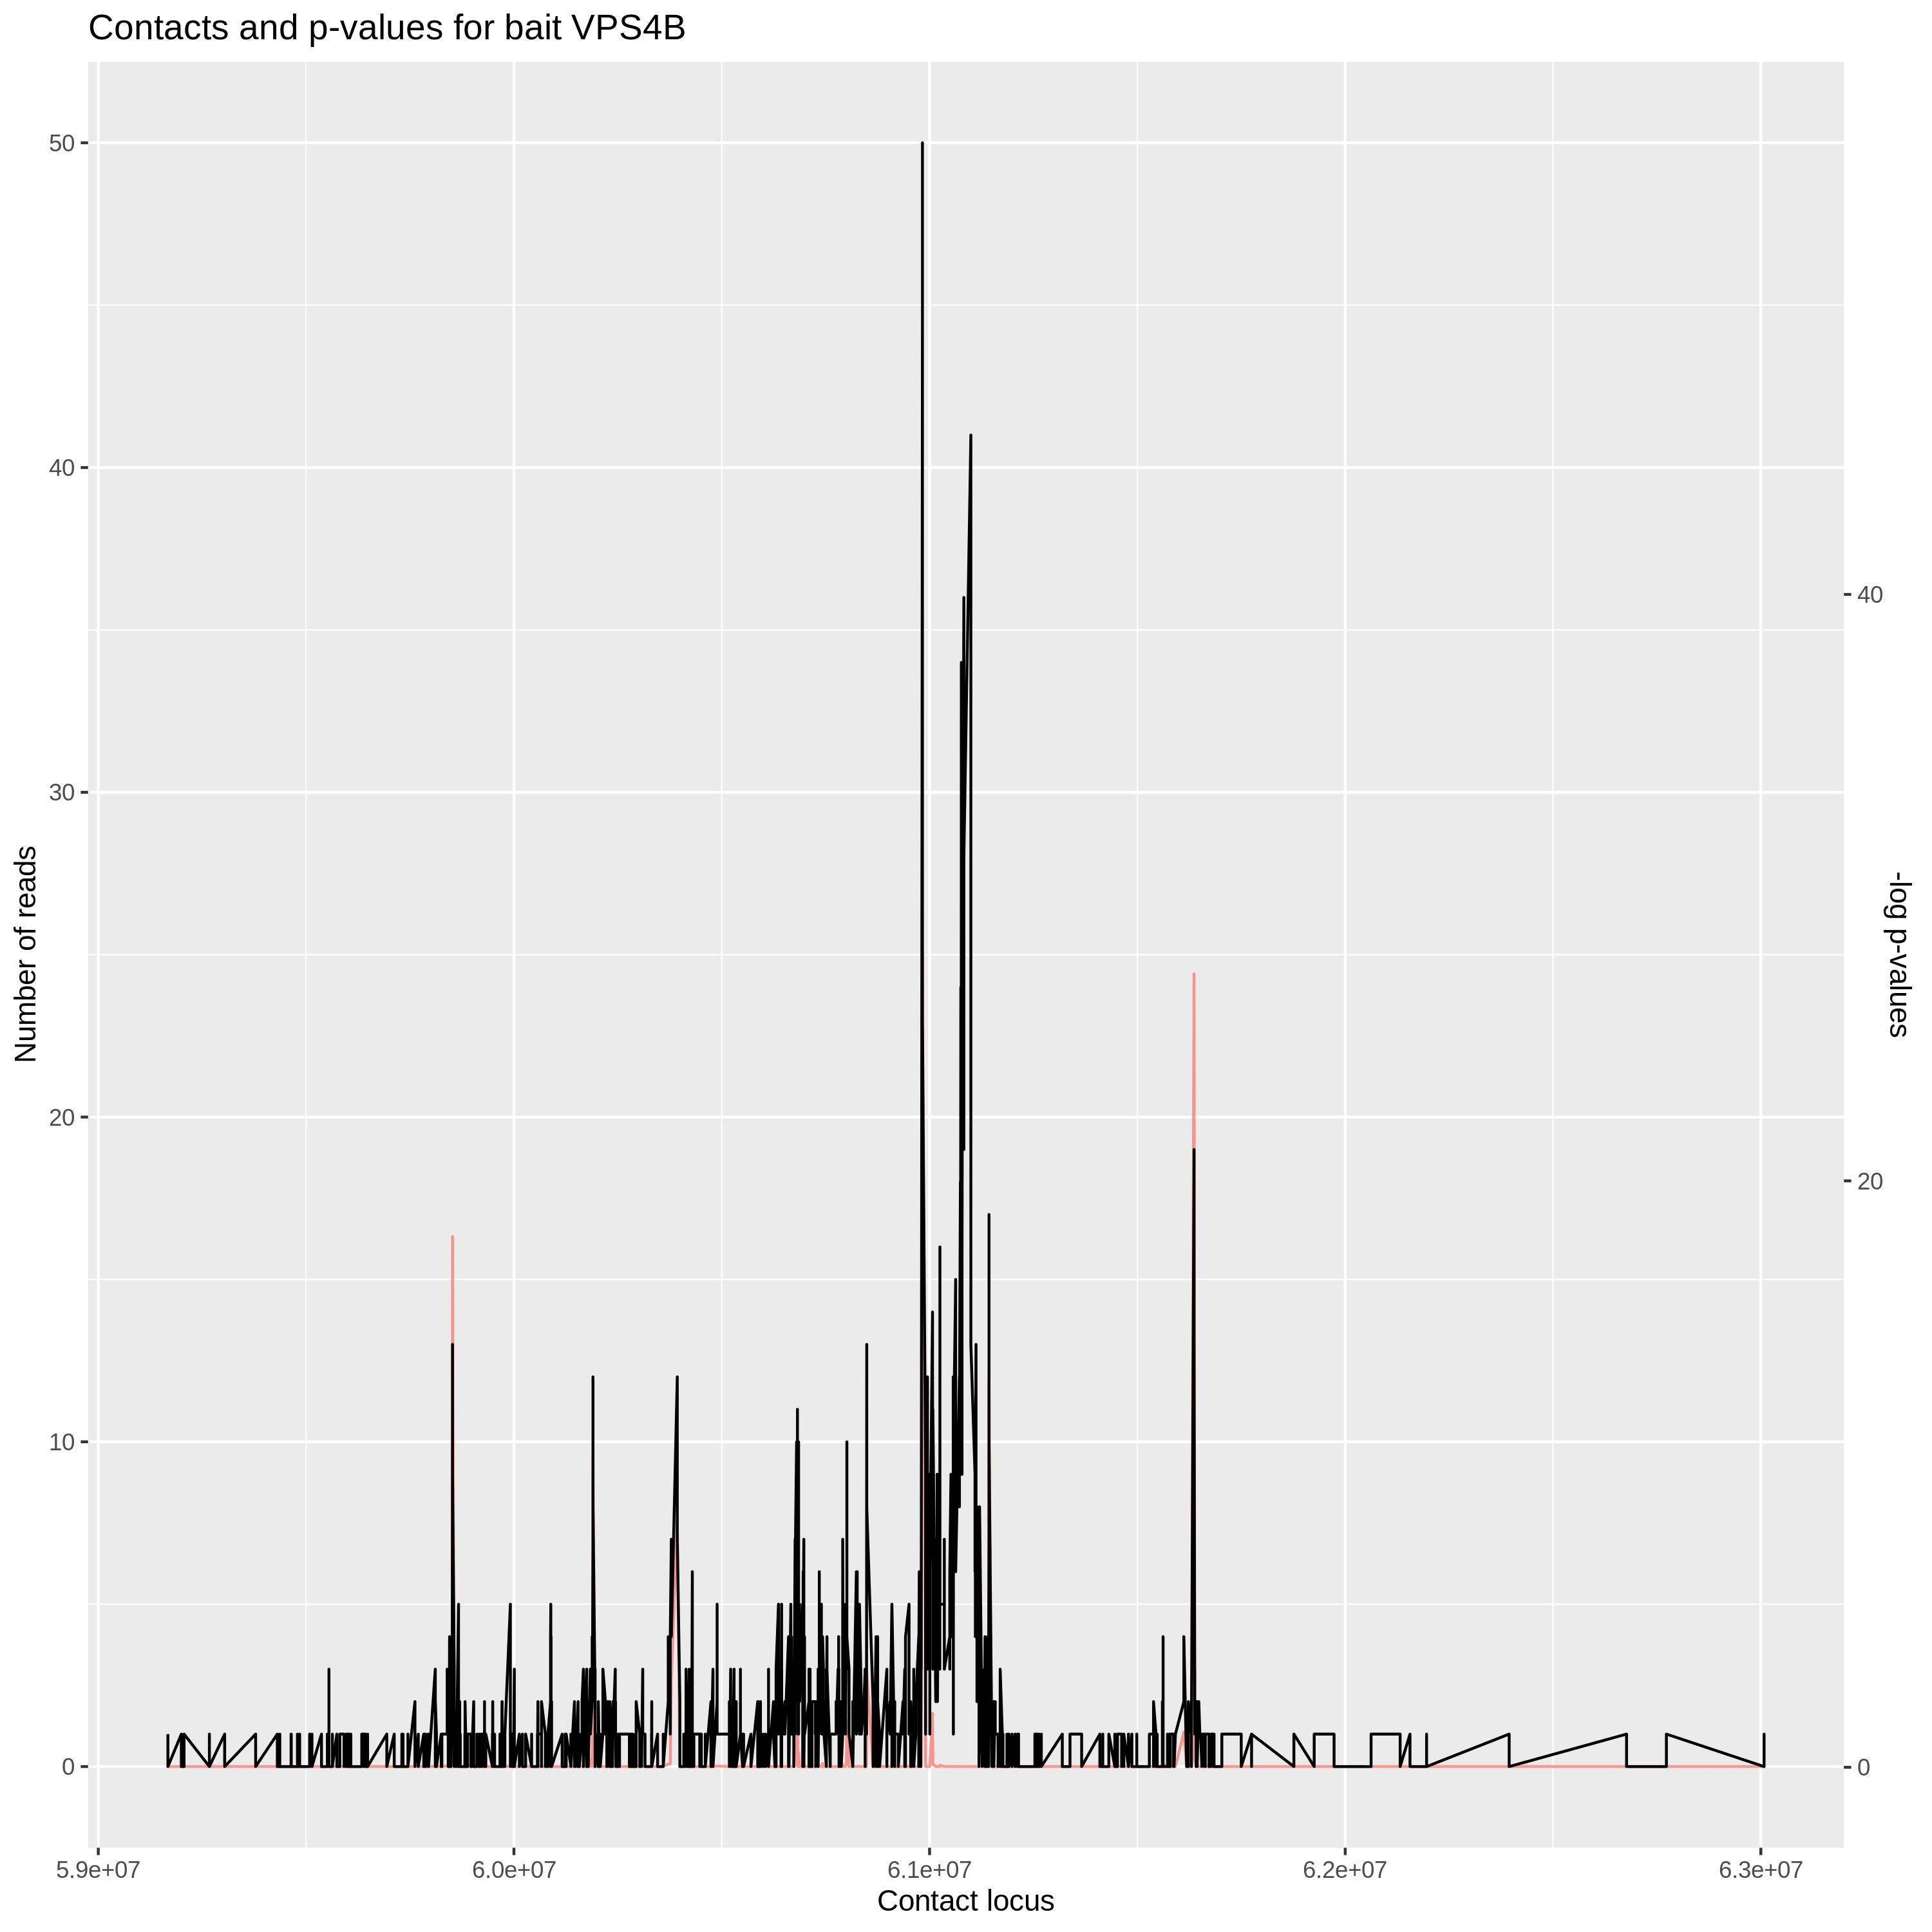 Contacts and p-values for bait VPS4B
50
40
30
20
10
0
Number of reads
40
20
0
-log p-values
5.9e+07
6.0e+07
6.1e+07
6.2e+07
6.3e+07
Contact locus